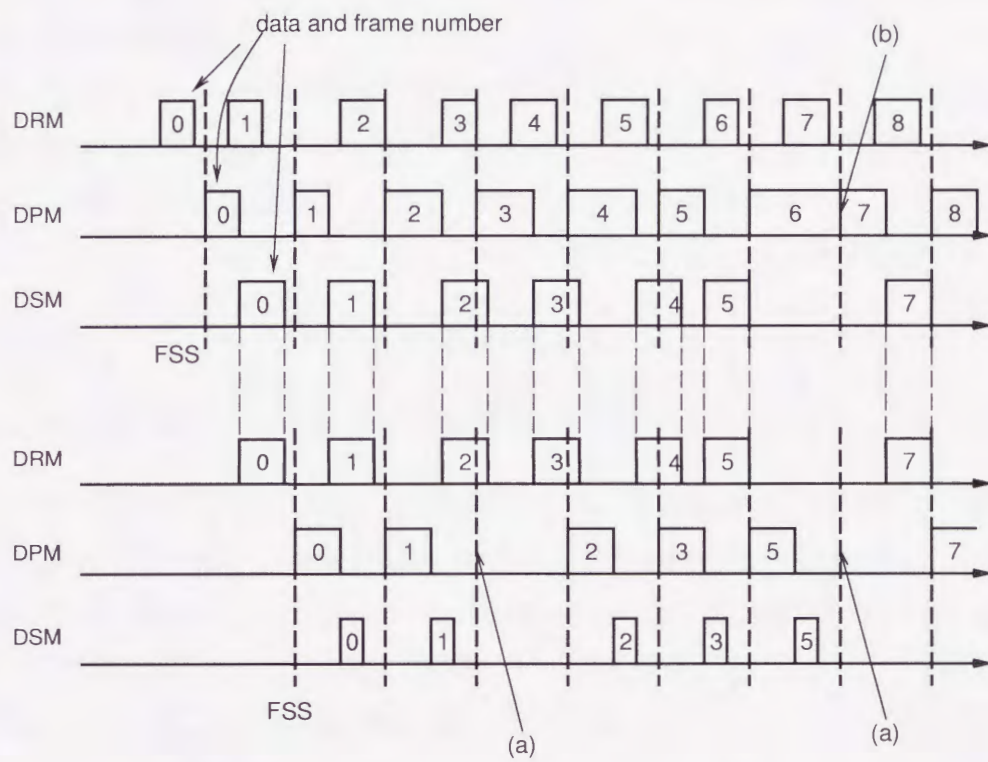 data and frame number
(b)
DRM 0 1 2 3 4 5 6 7 8
DPM 0 1 2 3 4 5 6 7 8
DSM 0 1 2 3 4 5 7
FSS
DRM 0 1 2 3 4 5 7
DPM 0 1 2 3 5 7
DSM 0 1 2 3 5
FSS
(a) (a)